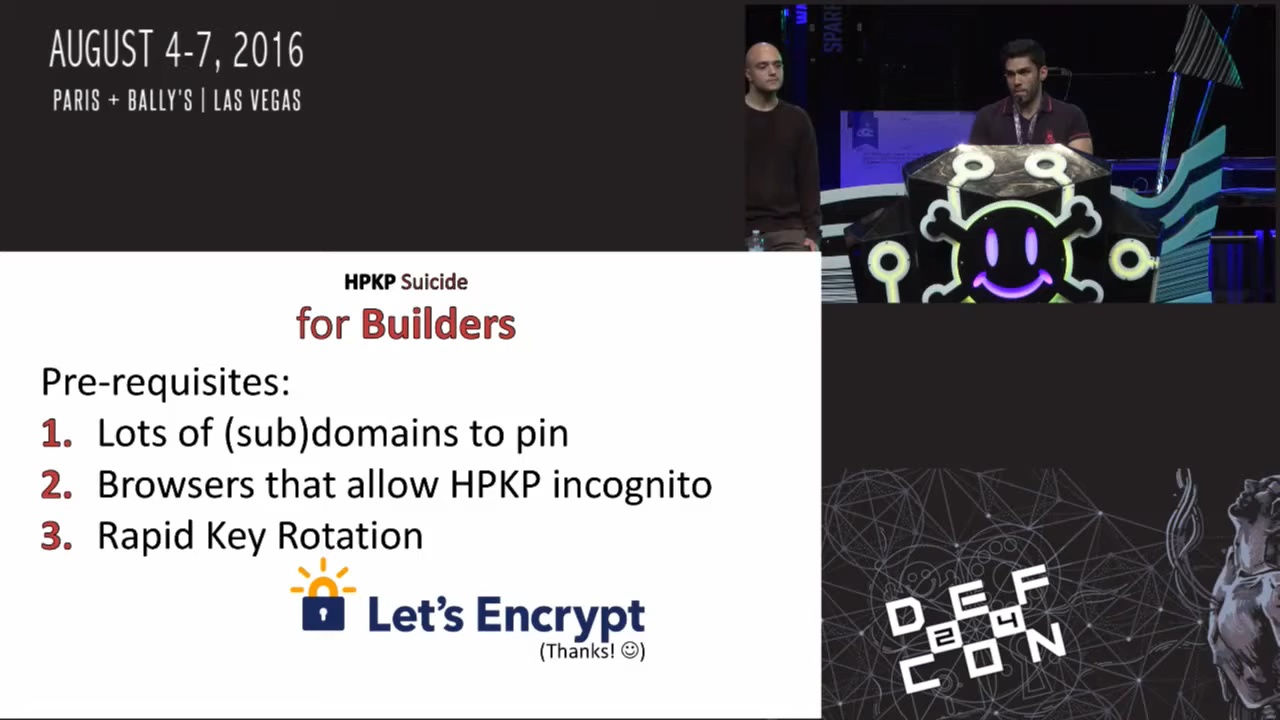 AUGUST 4-7, 2016
PARIS + BALLY'S | LAS VEGAS
SPARR
HPKP Suicide
for Builders
Pre-requisites:
1. Lots of (sub)domains to pin
2. Browsers that allow HPKP incognito
3. Rapid Key Rotation
Let's Encrypt
(Thanks! ☺)
DEF
24
CON